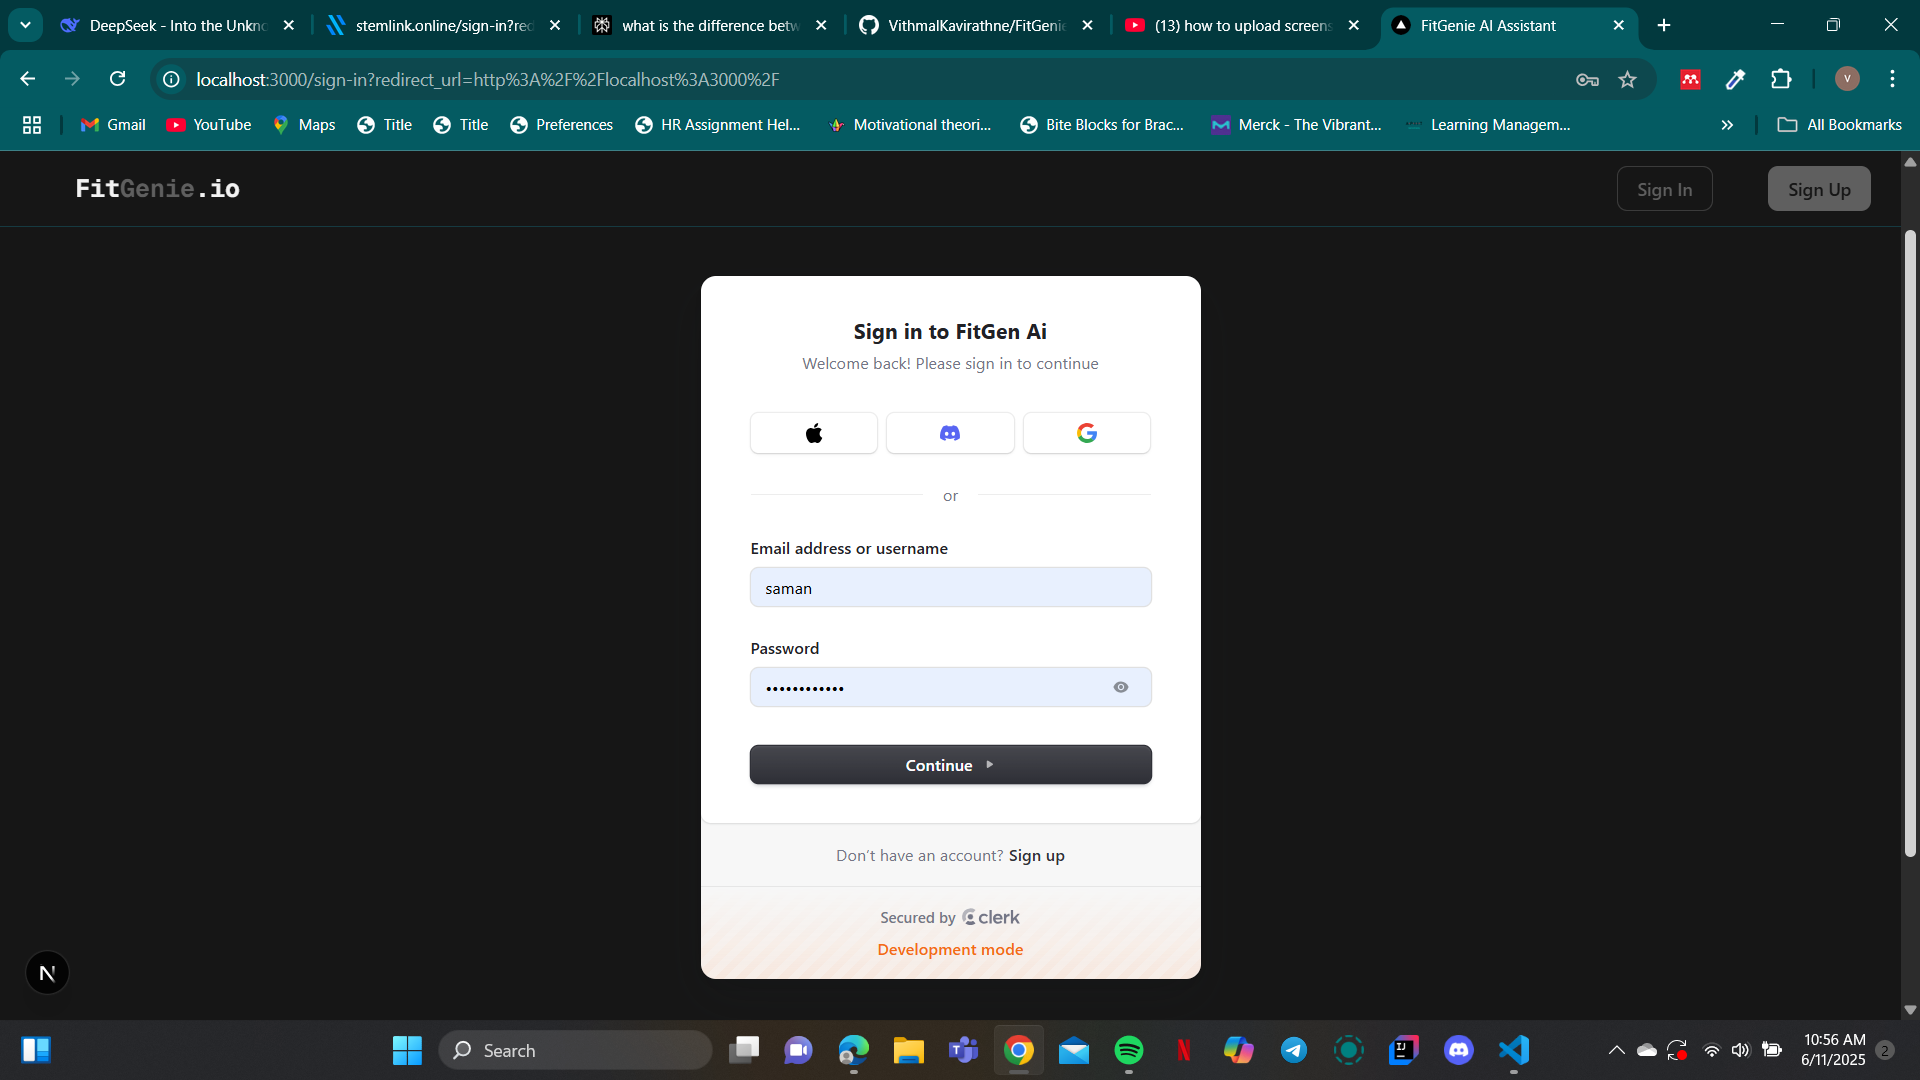 DeepSeek - Into the Unkno
stemlink.online/sign-in?red
what is the difference betw
VithmalKavirathne/FitGenie
(13) how to upload screens
FitGenie AI Assistant
localhost:3000/sign-in?redirect_url=http%3A%2F%2Flocalhost%3A3000%2F
V
Gmail
YouTube
Maps
Title
Title
Preferences
HR Assignment Hel...
Motivational theori...
Bite Blocks for Brac...
Merck - The Vibrant...
Learning Managem...
All Bookmarks
FitGenie.io
Sign In
Sign Up
Sign in to FitGen Ai
Welcome back! Please sign in to continue
or
Email address or username
saman
Password
••••••••••••
Continue
Don't have an account? Sign up
Secured by clerk
Development mode
N
Search
10:56 AM
6/11/2025
2